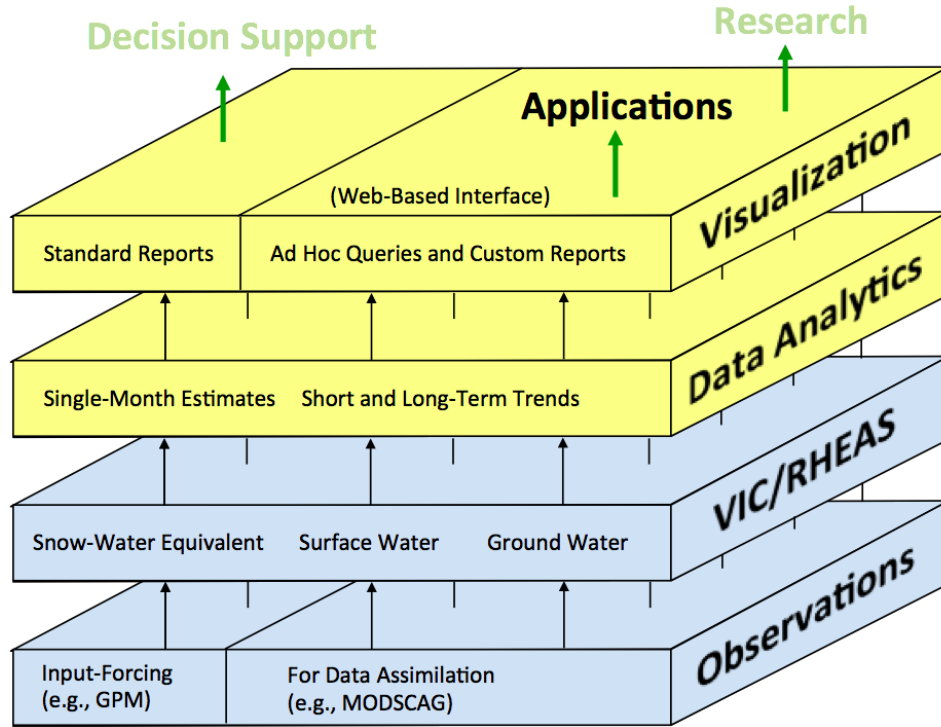 Decision Support
Research
Applications
(Web-Based Interface)
Visualization
Standard Reports
Ad Hoc Queries and Custom Reports
Data Analytics
Single-Month Estimates
Short and Long-Term Trends
VIC/RHEAS
Snow-Water Equivalent
Surface Water
Ground Water
Observations
Input-Forcing
(e.g., GPM)
For Data Assimilation
(e.g., MODSCAG)